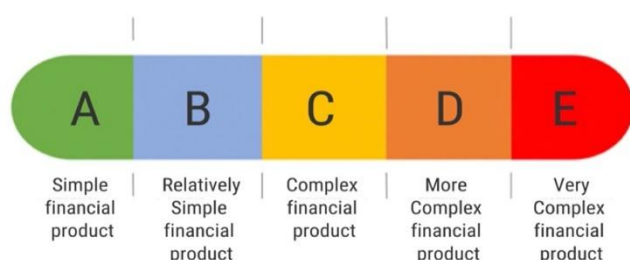 A
B
C
D
E
Simple
financial
product
Relatively
Simple
financial
product
Complex
financial
product
More
Complex
financial
product
Very
Complex
financial
product